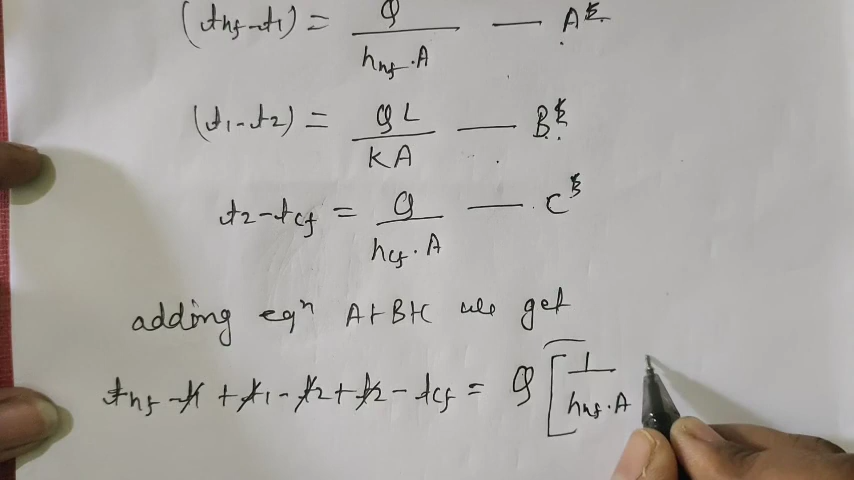 (thf - t1) = Q / hhf · A — A
(t1 - t2) = QL / KA — B
t2 - tcf = Q / hcf · A — C
adding eqn A+B+C we get
thf - t1 + t1 - t2 + t2 - tcf = Q [ 1 / hhf · A